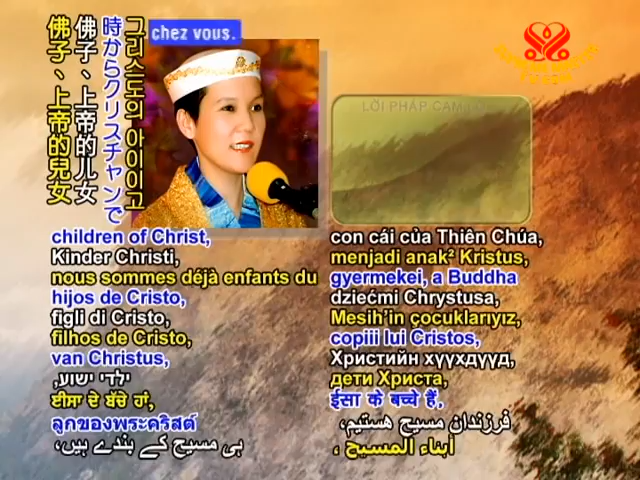 그리스도의 아이이고
時からクリスチャンで
佛子、上帝的儿女
佛子、上帝的兒女
chez vous.
LỜI PHÁP CAM LỒ
children of Christ,
Kinder Christi,
nous sommes déjà enfants du
hijos de Cristo,
figli di Cristo,
filhos de Cristo,
van Christus,
ילדי ישוע,
ਈਸਾ ਦੇ ਬੱਚੇ ਹਾਂ,
ลูกของพระคริสต์
ہی مسیح کے بندے ہیں،
con cái của Thiên Chúa,
menjadi anak² Kristus,
gyermekei, a Buddha
dziećmi Chrystusa,
Mesih'in çocuklarıyız,
copiii lui Cristos,
Христийн хүүхдүүд,
дети Христа,
ईसा के बच्चे हैं,
فرزندان مسیح هستیم،
أبناء المسيح ،